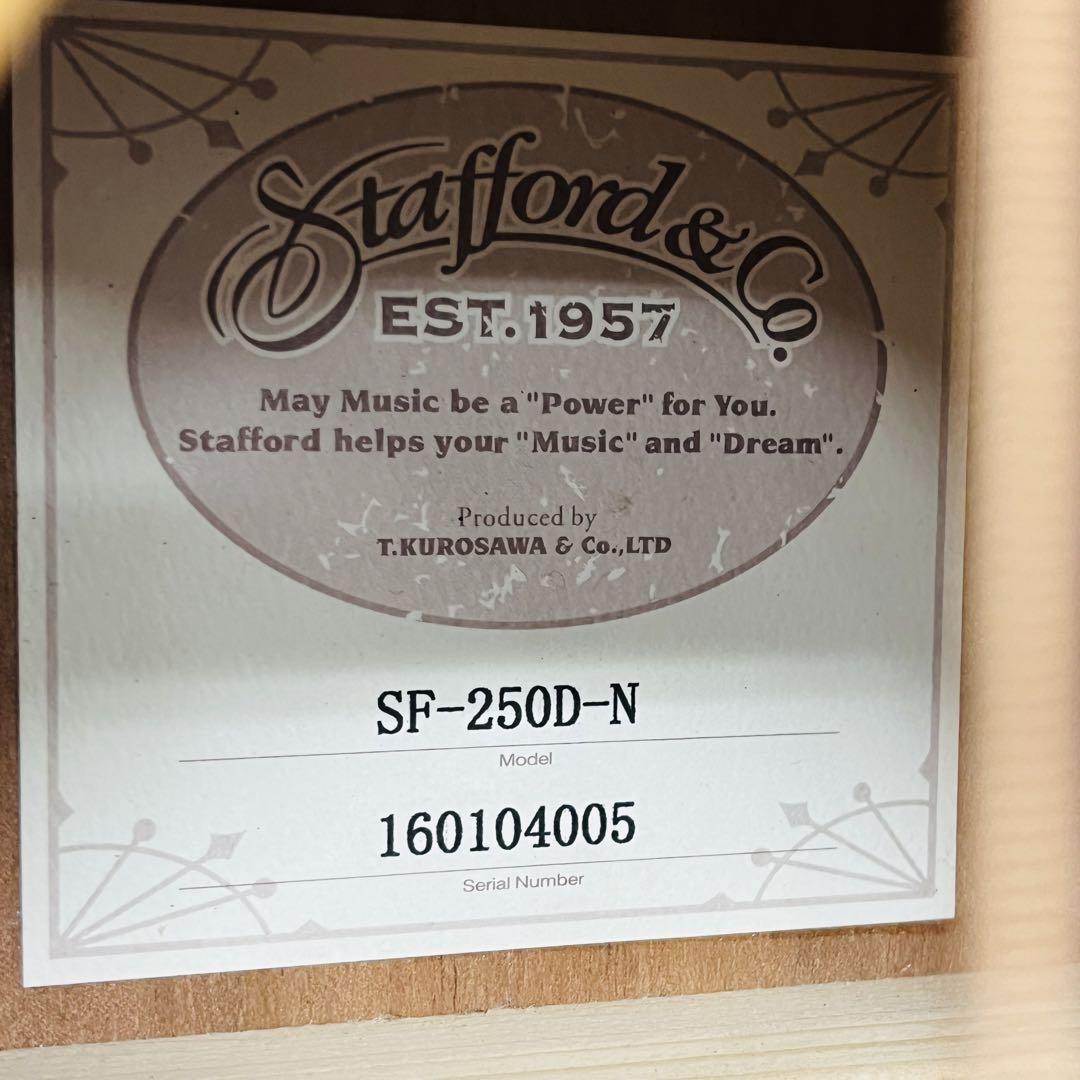 Stafford & Co.
EST. 1957
May Music be a "Power" for You.
Stafford helps your "Music" and "Dream".
Produced by
T.KUROSAWA & Co.,LTD
SF-250D-N
Model
160104005
Serial Number